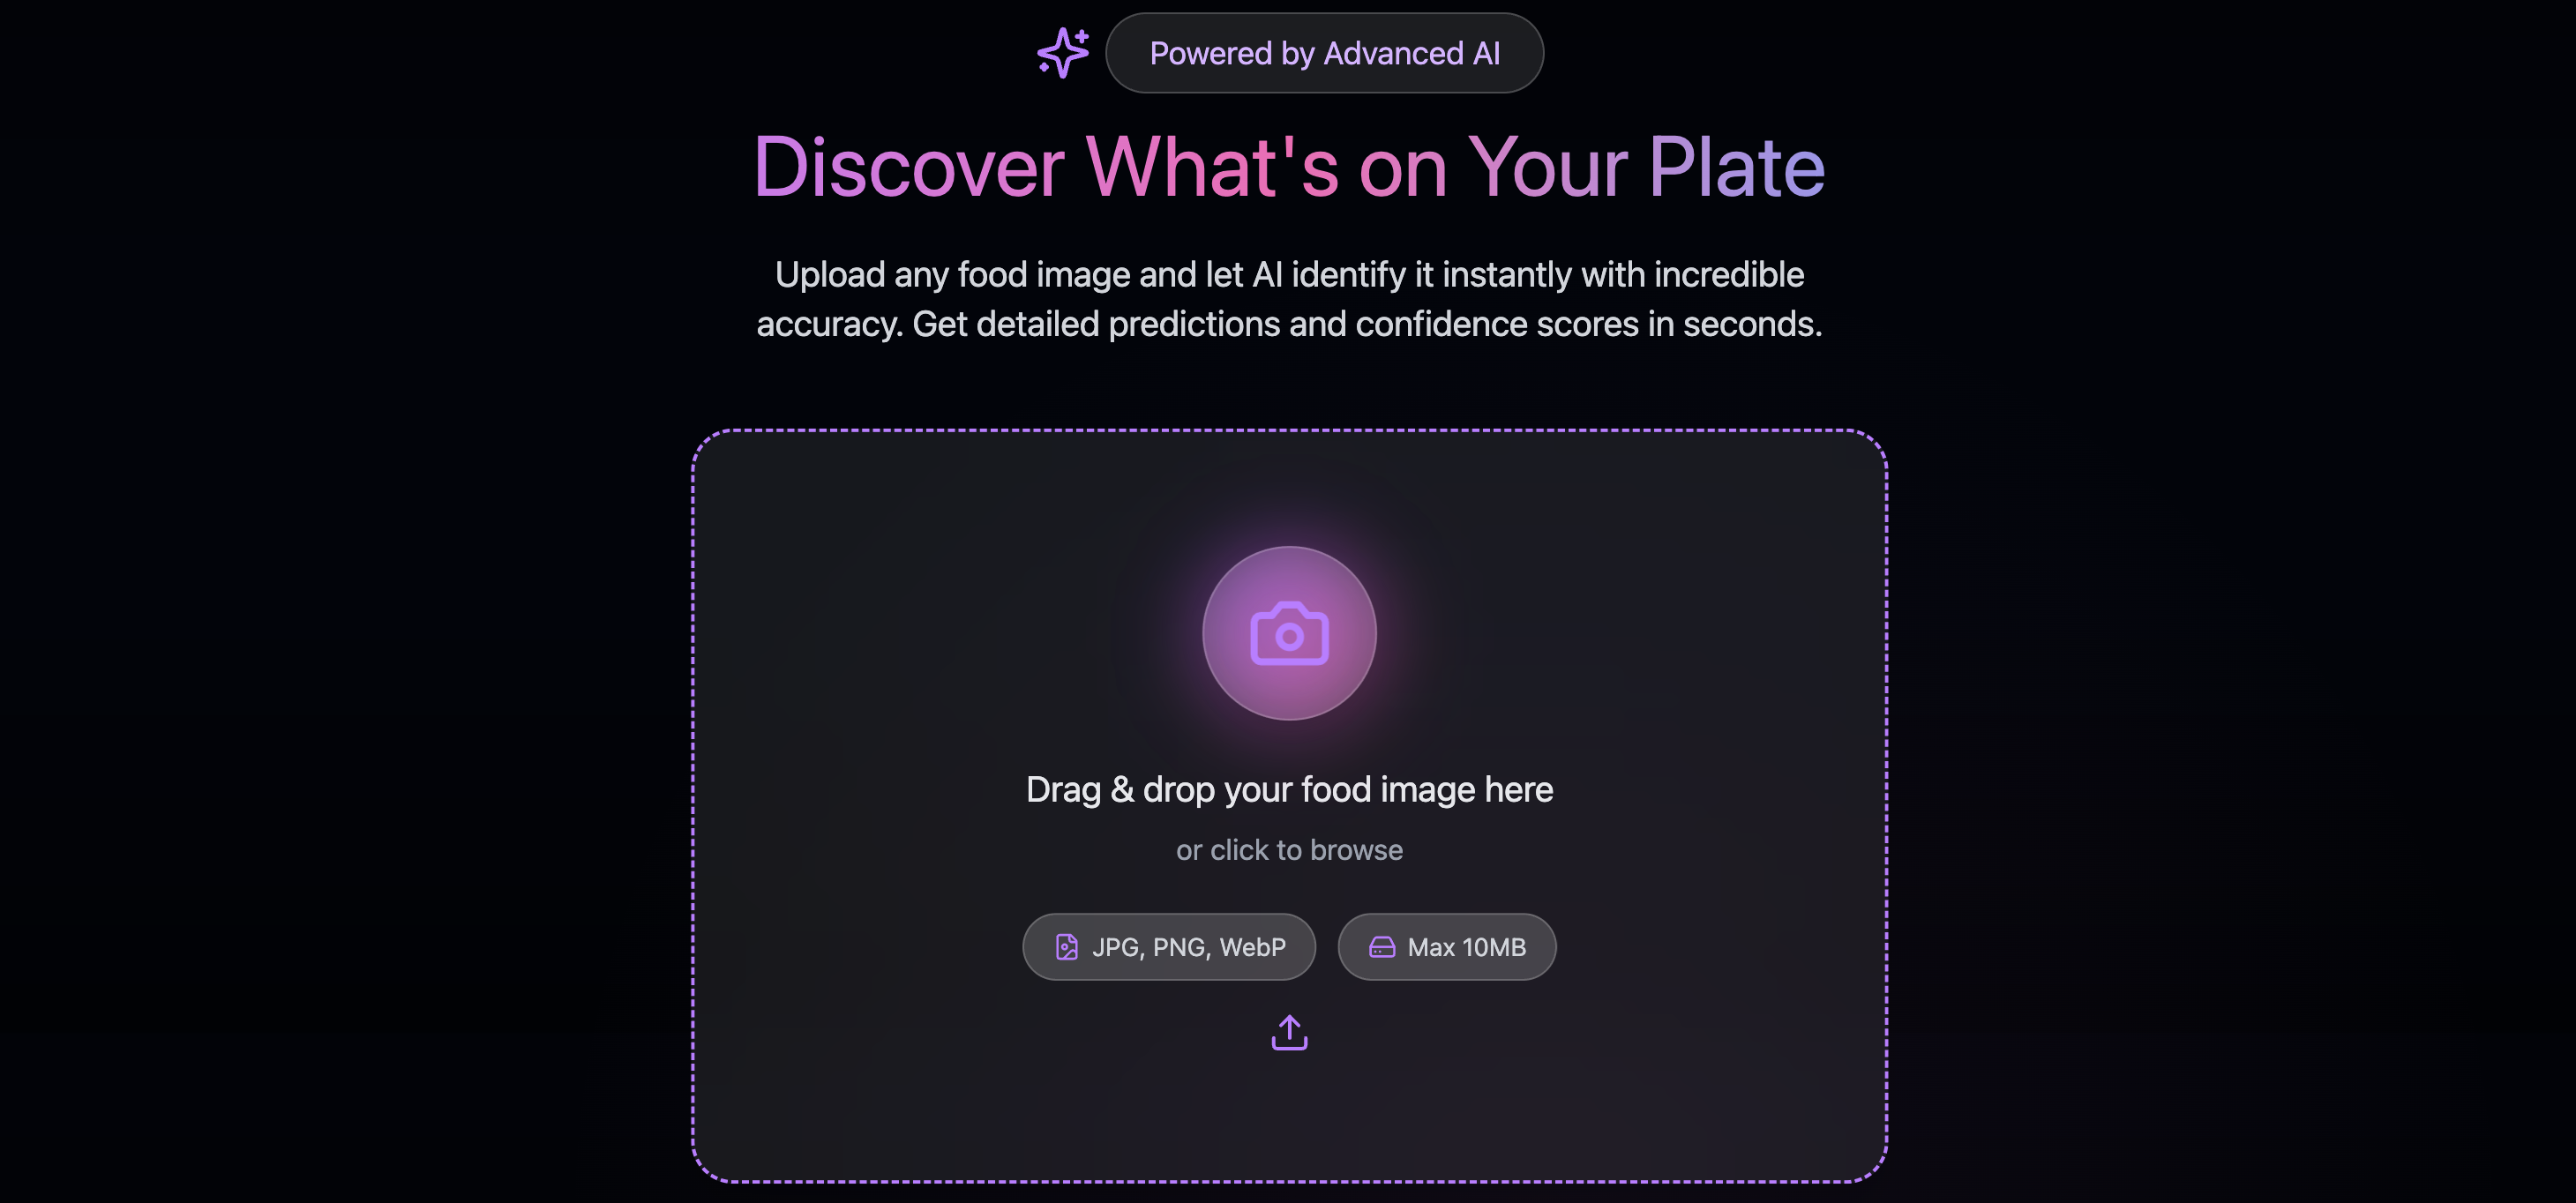 Powered by Advanced AI
Discover What's on Your Plate
Upload any food image and let AI identify it instantly with incredible
accuracy. Get detailed predictions and confidence scores in seconds.
Drag & drop your food image here
or click to browse
JPG, PNG, WebP
Max 10MB